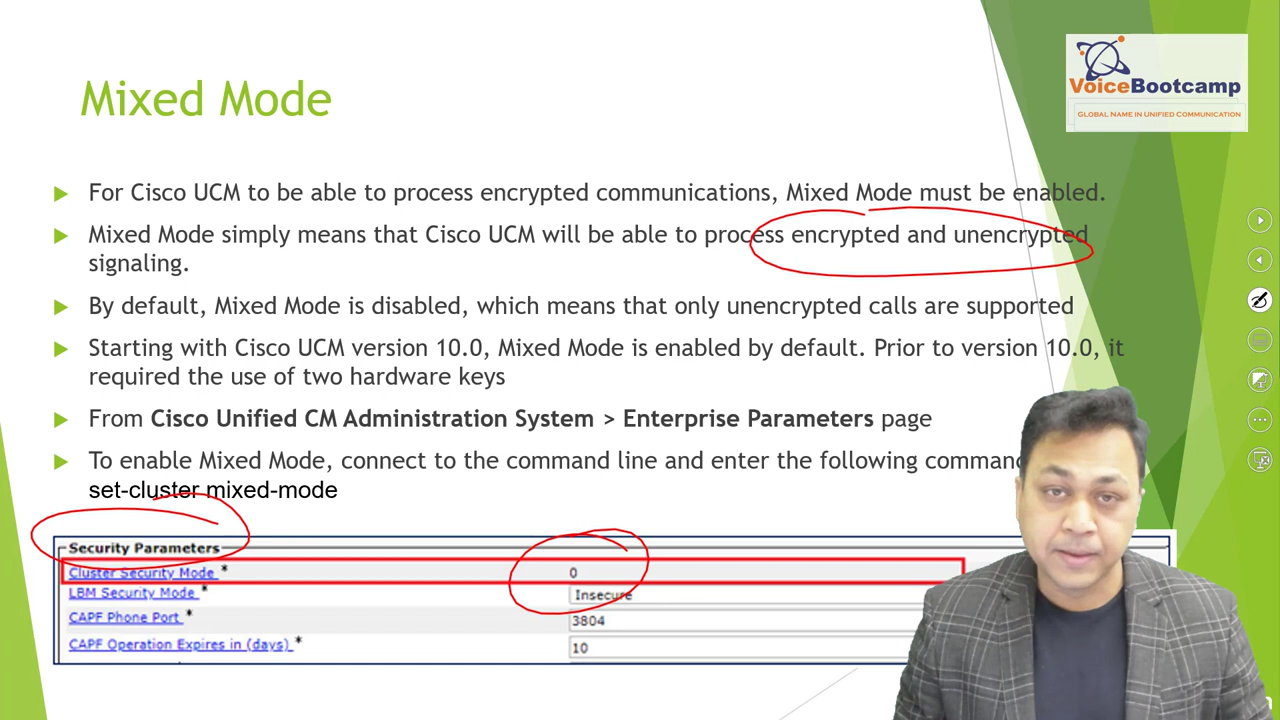 VoiceBootcamp
GLOBAL NAME IN UNIFIED COMMUNICATION
Mixed Mode
For Cisco UCM to be able to process encrypted communications, Mixed Mode must be enabled.
Mixed Mode simply means that Cisco UCM will be able to process encrypted and unencrypted
signaling.
By default, Mixed Mode is disabled, which means that only unencrypted calls are supported
Starting with Cisco UCM version 10.0, Mixed Mode is enabled by default. Prior to version 10.0, it
required the use of two hardware keys
From Cisco Unified CM Administration System > Enterprise Parameters page
To enable Mixed Mode, connect to the command line and enter the following
set-cluster mixed-mode
Security Parameters
Cluster Security Mode * 0
LBM Security Mode * Insecure
CAPF Phone Port * 3804
CAPF Operation Expires in (days) * 10